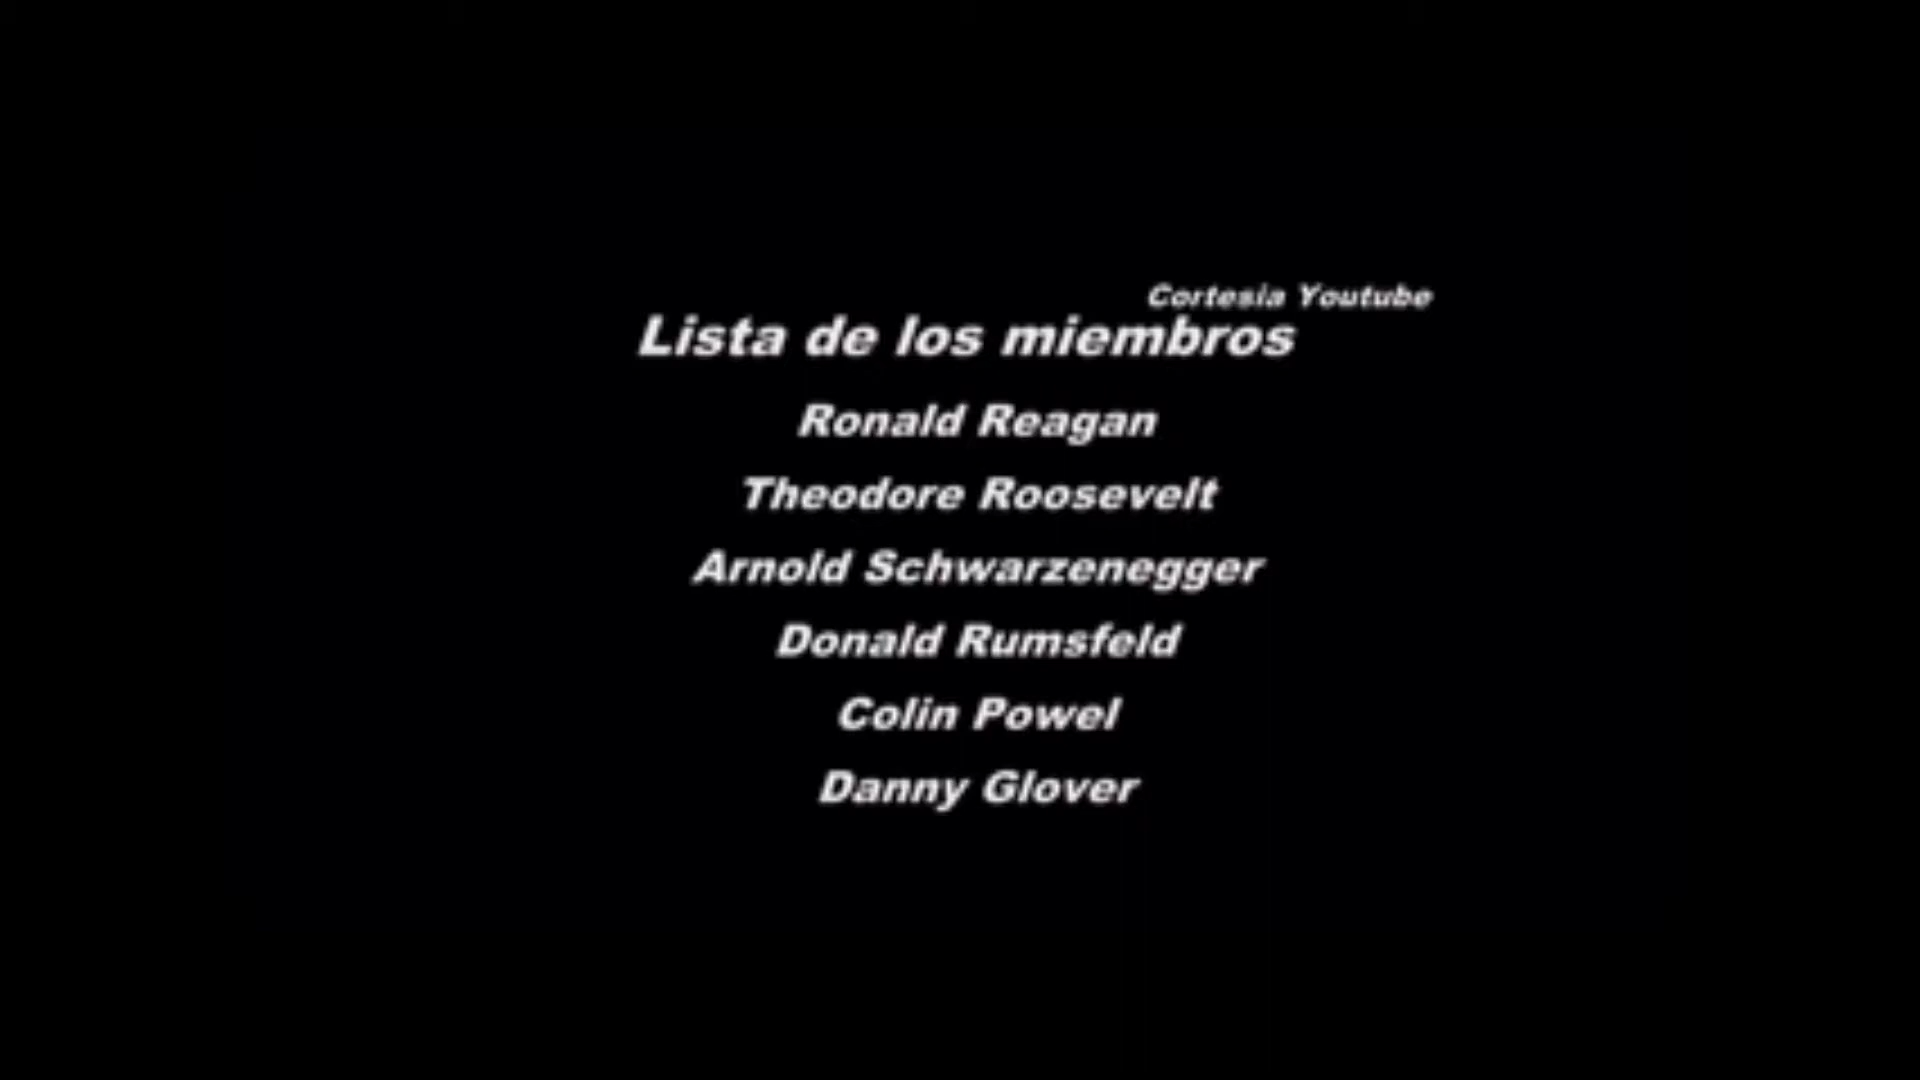 Cortesia Youtube
Lista de los miembros
Ronald Reagan
Theodore Roosevelt
Arnold Schwarzenegger
Donald Rumsfeld
Colin Powel
Danny Glover